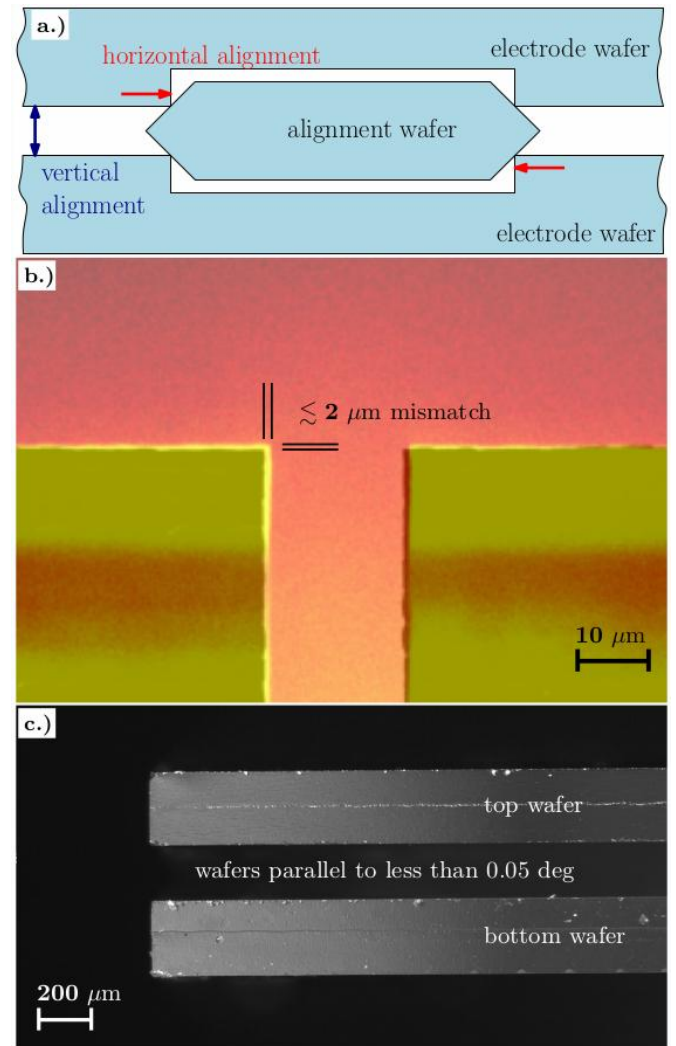 a.)
electrode wafer
horizontal alignment
alignment wafer
vertical
alignment
electrode wafer
b.)
≲ 2 μm mismatch
10 μm
c.)
top wafer
wafers parallel to less than 0.05 deg
bottom wafer
200 μm